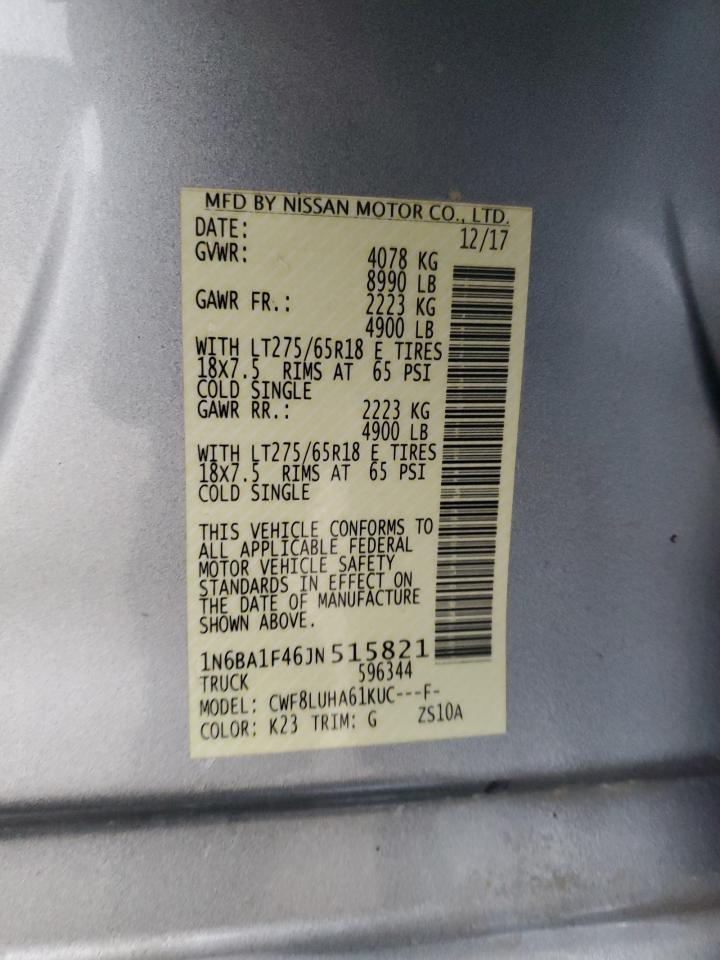 MFD BY NISSAN MOTOR CO., LTD.
DATE: 12/17
GVWR: 4078 KG
8990 LB
GAWR FR.: 2223 KG
4900 LB
WITH LT275/65R18 E TIRES
18X7.5 RIMS AT 65 PSI
COLD SINGLE
GAWR RR.: 2223 KG
4900 LB
WITH LT275/65R18 E TIRES
18X7.5 RIMS AT 65 PSI
COLD SINGLE
THIS VEHICLE CONFORMS TO
ALL APPLICABLE FEDERAL
MOTOR VEHICLE SAFETY
STANDARDS IN EFFECT ON
THE DATE OF MANUFACTURE
SHOWN ABOVE.
1N6BA1F46JN515821
TRUCK 596344
MODEL: CWF8LUHA61KUC---F-
COLOR: K23 TRIM: G ZS10A